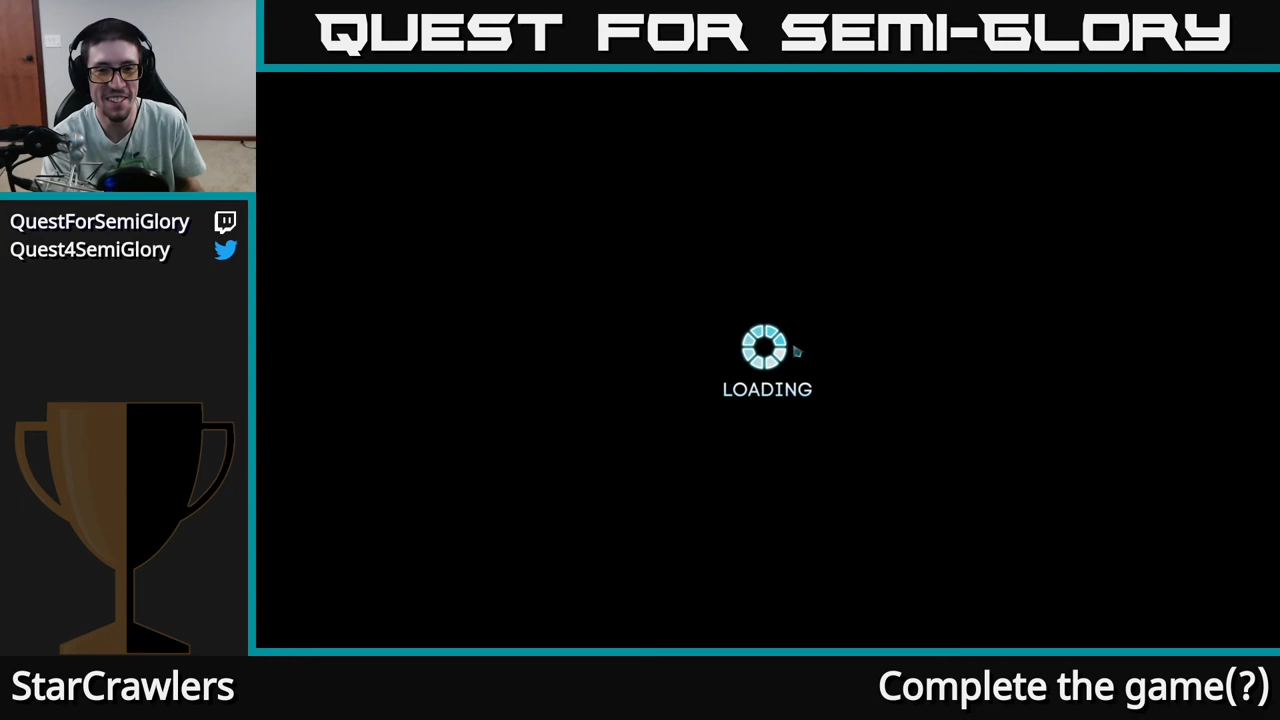 QUEST FOR SEMI-GLORY
QuestForSemiGlory
Quest4SemiGlory
LOADING
StarCrawlers
Complete the game(?)